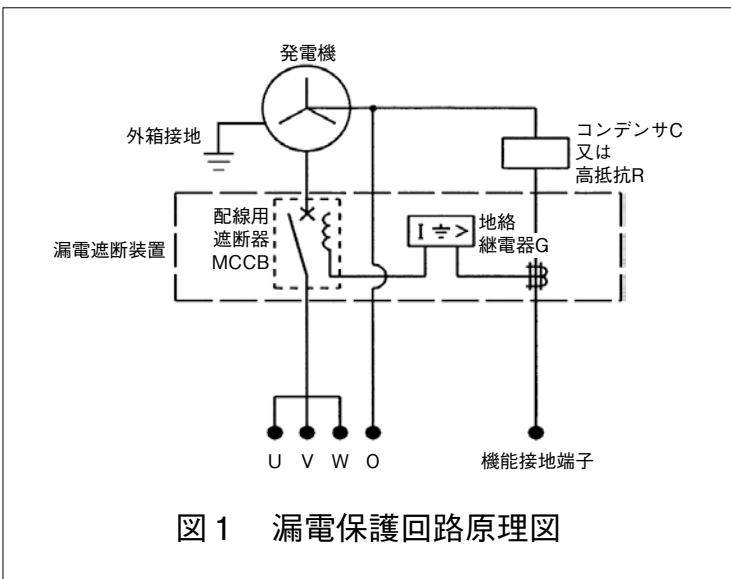 発電機
外箱接地
コンデンサC
又は
高抵抗R
配線用
遮断器
MCCB
地絡
継電器G
I ⏚ >
漏電遮断装置
U V W O
機能接地端子
図1 漏電保護回路原理図